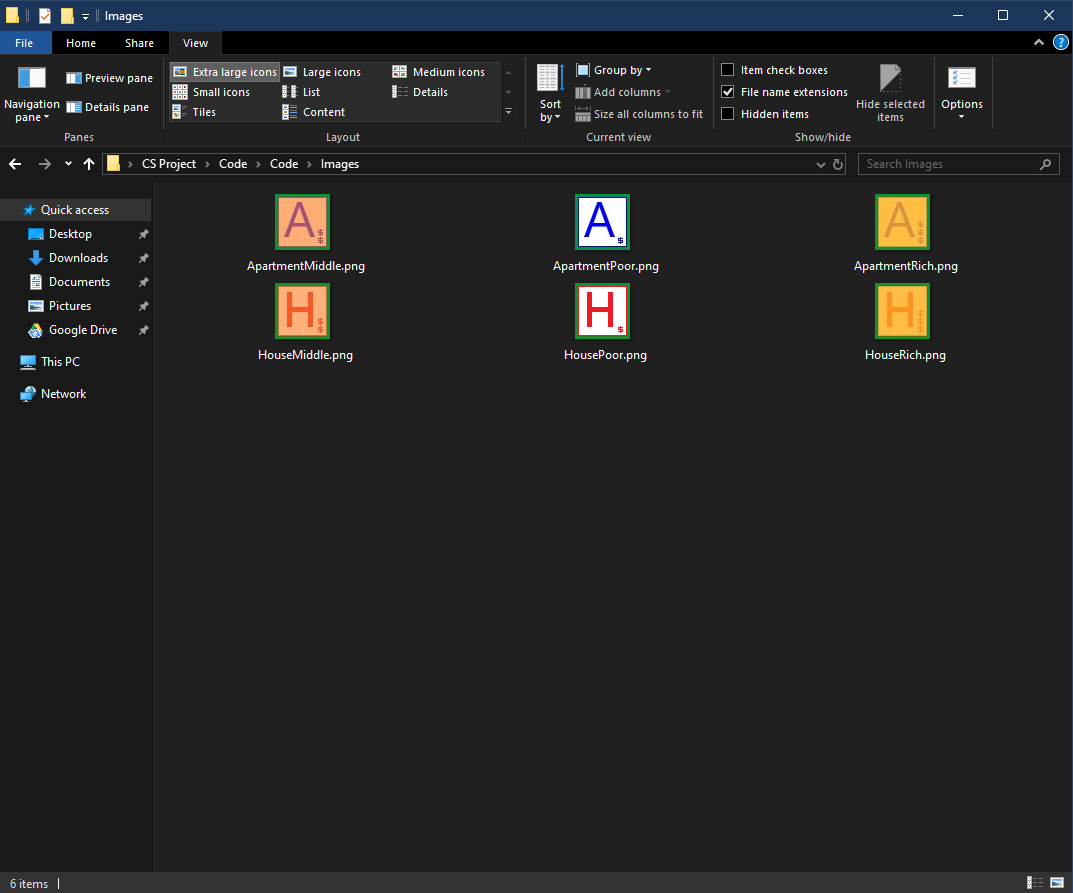 Images
File Home Share View
Navigation pane
Preview pane
Details pane
Panes
Extra large icons Large icons Medium icons
Small icons List Details
Tiles Content
Layout
Sort by
Group by
Add columns
Size all columns to fit
Current view
Item check boxes
File name extensions
Hidden items
Hide selected items
Show/hide
Options
CS Project Code Code Images
Search Images
Quick access
Desktop
Downloads
Documents
Pictures
Google Drive
This PC
Network
A $ $
A $
A $ $
ApartmentMiddle.png ApartmentPoor.png ApartmentRich.png
H $ $
H $
H $ $
HouseMiddle.png HousePoor.png HouseRich.png
6 items